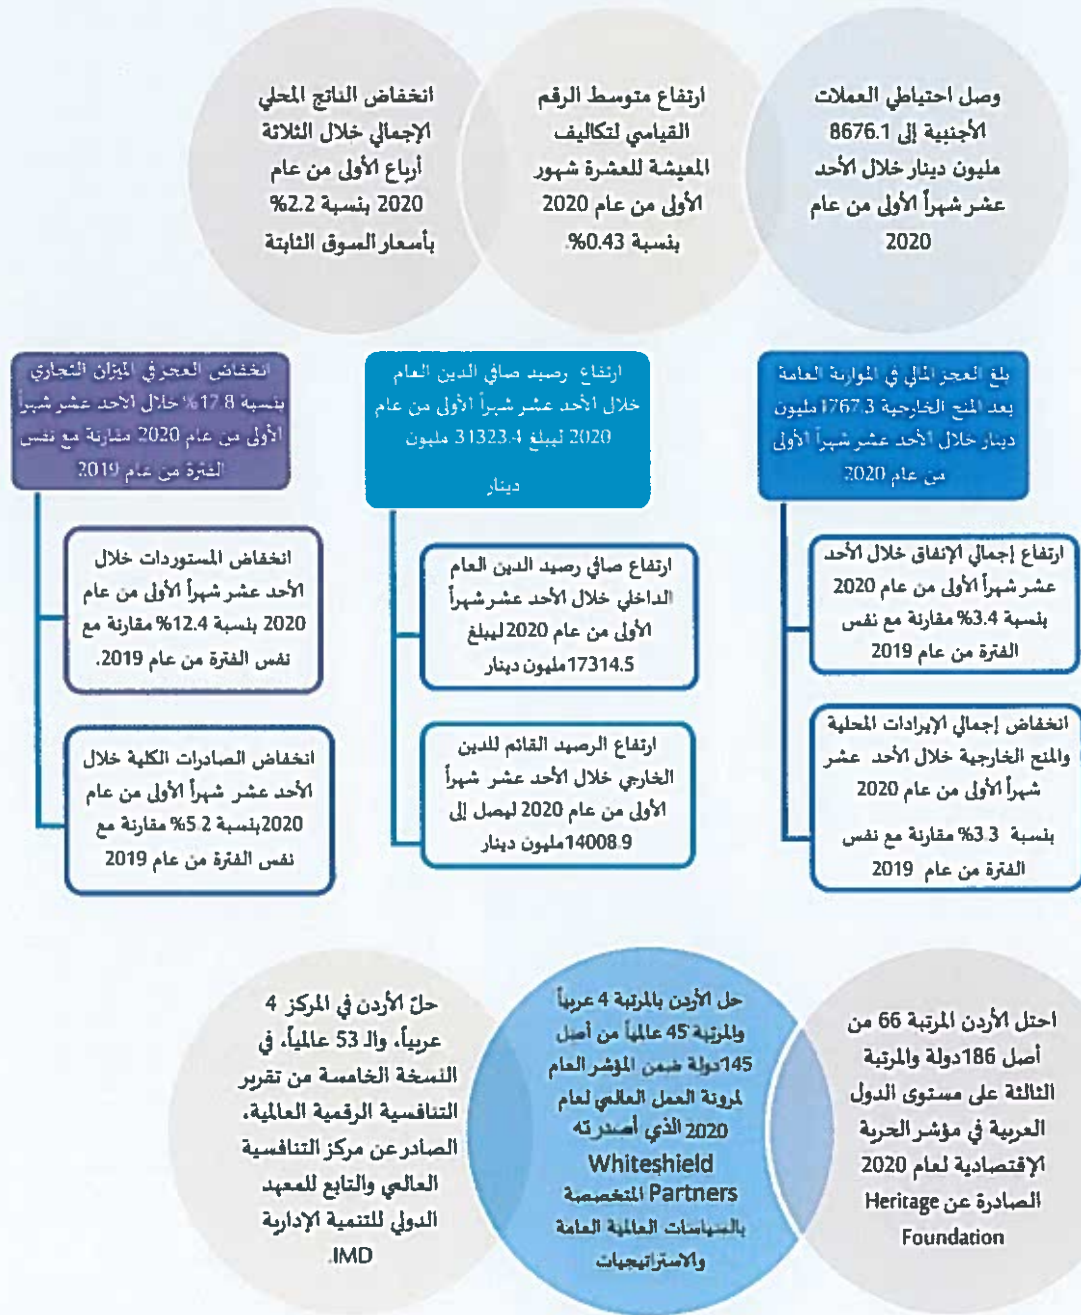 وصل احتياطي العملات
الأجنبية إلى 8676.1
مليون دينار خلال الأحد
عشر شهراً الأولى من عام
2020
ارتفاع متوسط الرقم
القياسي لتكاليف
المعيشة للعشرة شهور
الأولى من عام 2020
بنسبة 0.43%.
انخفاض الناتج المحلي
الإجمالي خلال الثلاثة
أرباع الأولى من عام
2020 بنسبة 2.2%
بأسعار السوق الثابتة
بلغ العجز المالي في الموازنة العامة
بعد المنح الخارجية 1767.3 مليون
دينار خلال الأحد عشر شهراً الأولى
من عام 2020
ارتفاع إجمالي الإنفاق خلال الأحد
عشر شهراً الأولى من عام 2020
بنسبة 3.4% مقارنة مع نفس
الفترة من عام 2019
انخفاض إجمالي الإيرادات المحلية
والمنح الخارجية خلال الأحد عشر
شهراً الأولى من عام 2020
بنسبة 3.3% مقارنة مع نفس
الفترة من عام 2019
ارتفاع رصيد صافي الدين العام
خلال الأحد عشر شهراً الأولى من عام
2020 ليبلغ 31323.4 مليون
دينار
ارتفاع صافي رصيد الدين العام
الداخلي خلال الأحد عشر شهراً
الأولى من عام 2020 ليبلغ
17314.5 مليون دينار
ارتفاع الرصيد القائم للدين
الخارجي خلال الأحد عشر شهراً
الأولى من عام 2020 ليصل إلى
14008.9 مليون دينار
انخفاض العجز في الميزان التجاري
بنسبة 17.8% خلال الأحد عشر شهراً
الأولى من عام 2020 مقارنة مع نفس
الفترة من عام 2019
انخفاض المستوردات خلال
الأحد عشر شهراً الأولى من عام
2020 بنسبة 12.4% مقارنة مع
نفس الفترة من عام 2019.
انخفاض الصادرات الكلية خلال
الأحد عشر شهراً الأولى من عام
2020 بنسبة 5.2% مقارنة مع
نفس الفترة من عام 2019
احتل الأردن المرتبة 66 من
أصل 186 دولة والمرتبة
الثالثة على مستوى الدول
العربية في مؤشر الحرية
الإقتصادية لعام 2020
الصادرة عن Heritage
Foundation
حل الأردن بالمرتبة 4 عربياً
والمرتبة 45 عالمياً من أصل
145 دولة ضمن المؤشر العام
لمرونة العمل العالمي لعام
2020 الذي أصدرته
Whiteshield
Partners المتخصصة
بالسياسات العالمية العامة
والاستراتيجيات
حلّ الأردن في المركز 4
عربياً، والـ 53 عالمياً، في
النسخة الخامسة من تقرير
التنافسية الرقمية العالمية،
الصادر عن مركز التنافسية
العالمي والتابع للمعهد
الدولي للتنمية الإدارية
IMD.